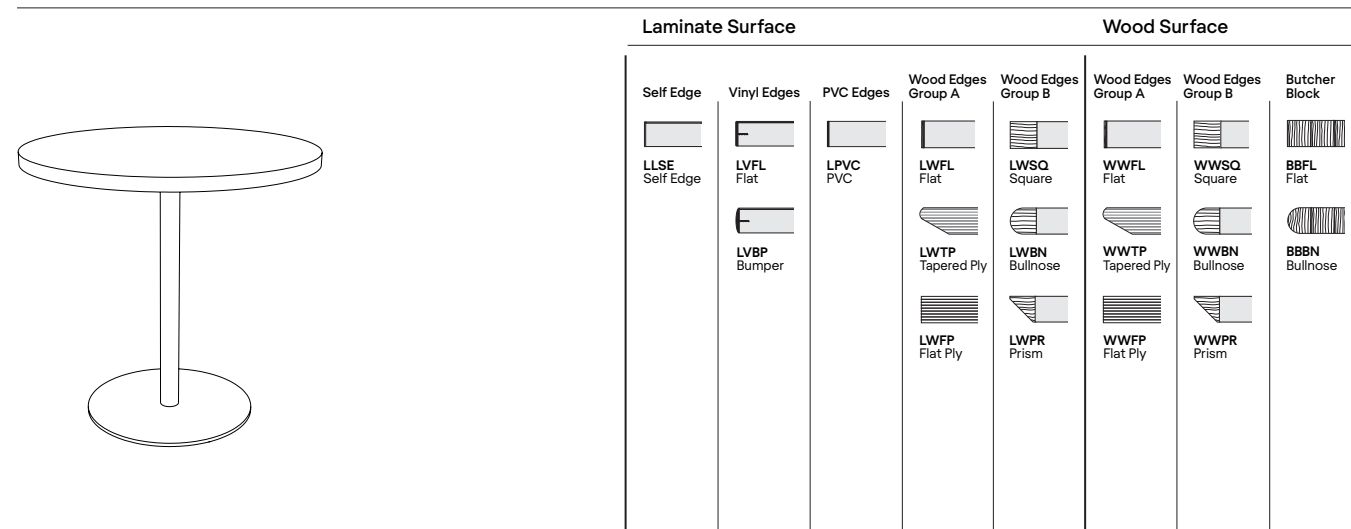 Laminate Surface
Wood Surface
Self Edge
Vinyl Edges
PVC Edges
Wood Edges
Group A
Wood Edges
Group B
Wood Edges
Group A
Wood Edges
Group B
Butcher
Block
LLSE
Self Edge
LVFL
Flat
LPVC
PVC
LWFL
Flat
LWSQ
Square
WWFL
Flat
WWSQ
Square
BBFL
Flat
LVBP
Bumper
LWTP
Tapered Ply
LWBN
Bullnose
WWTP
Tapered Ply
WWBN
Bullnose
BBBN
Bullnose
LWFP
Flat Ply
LWPR
Prism
WWFP
Flat Ply
WWPR
Prism